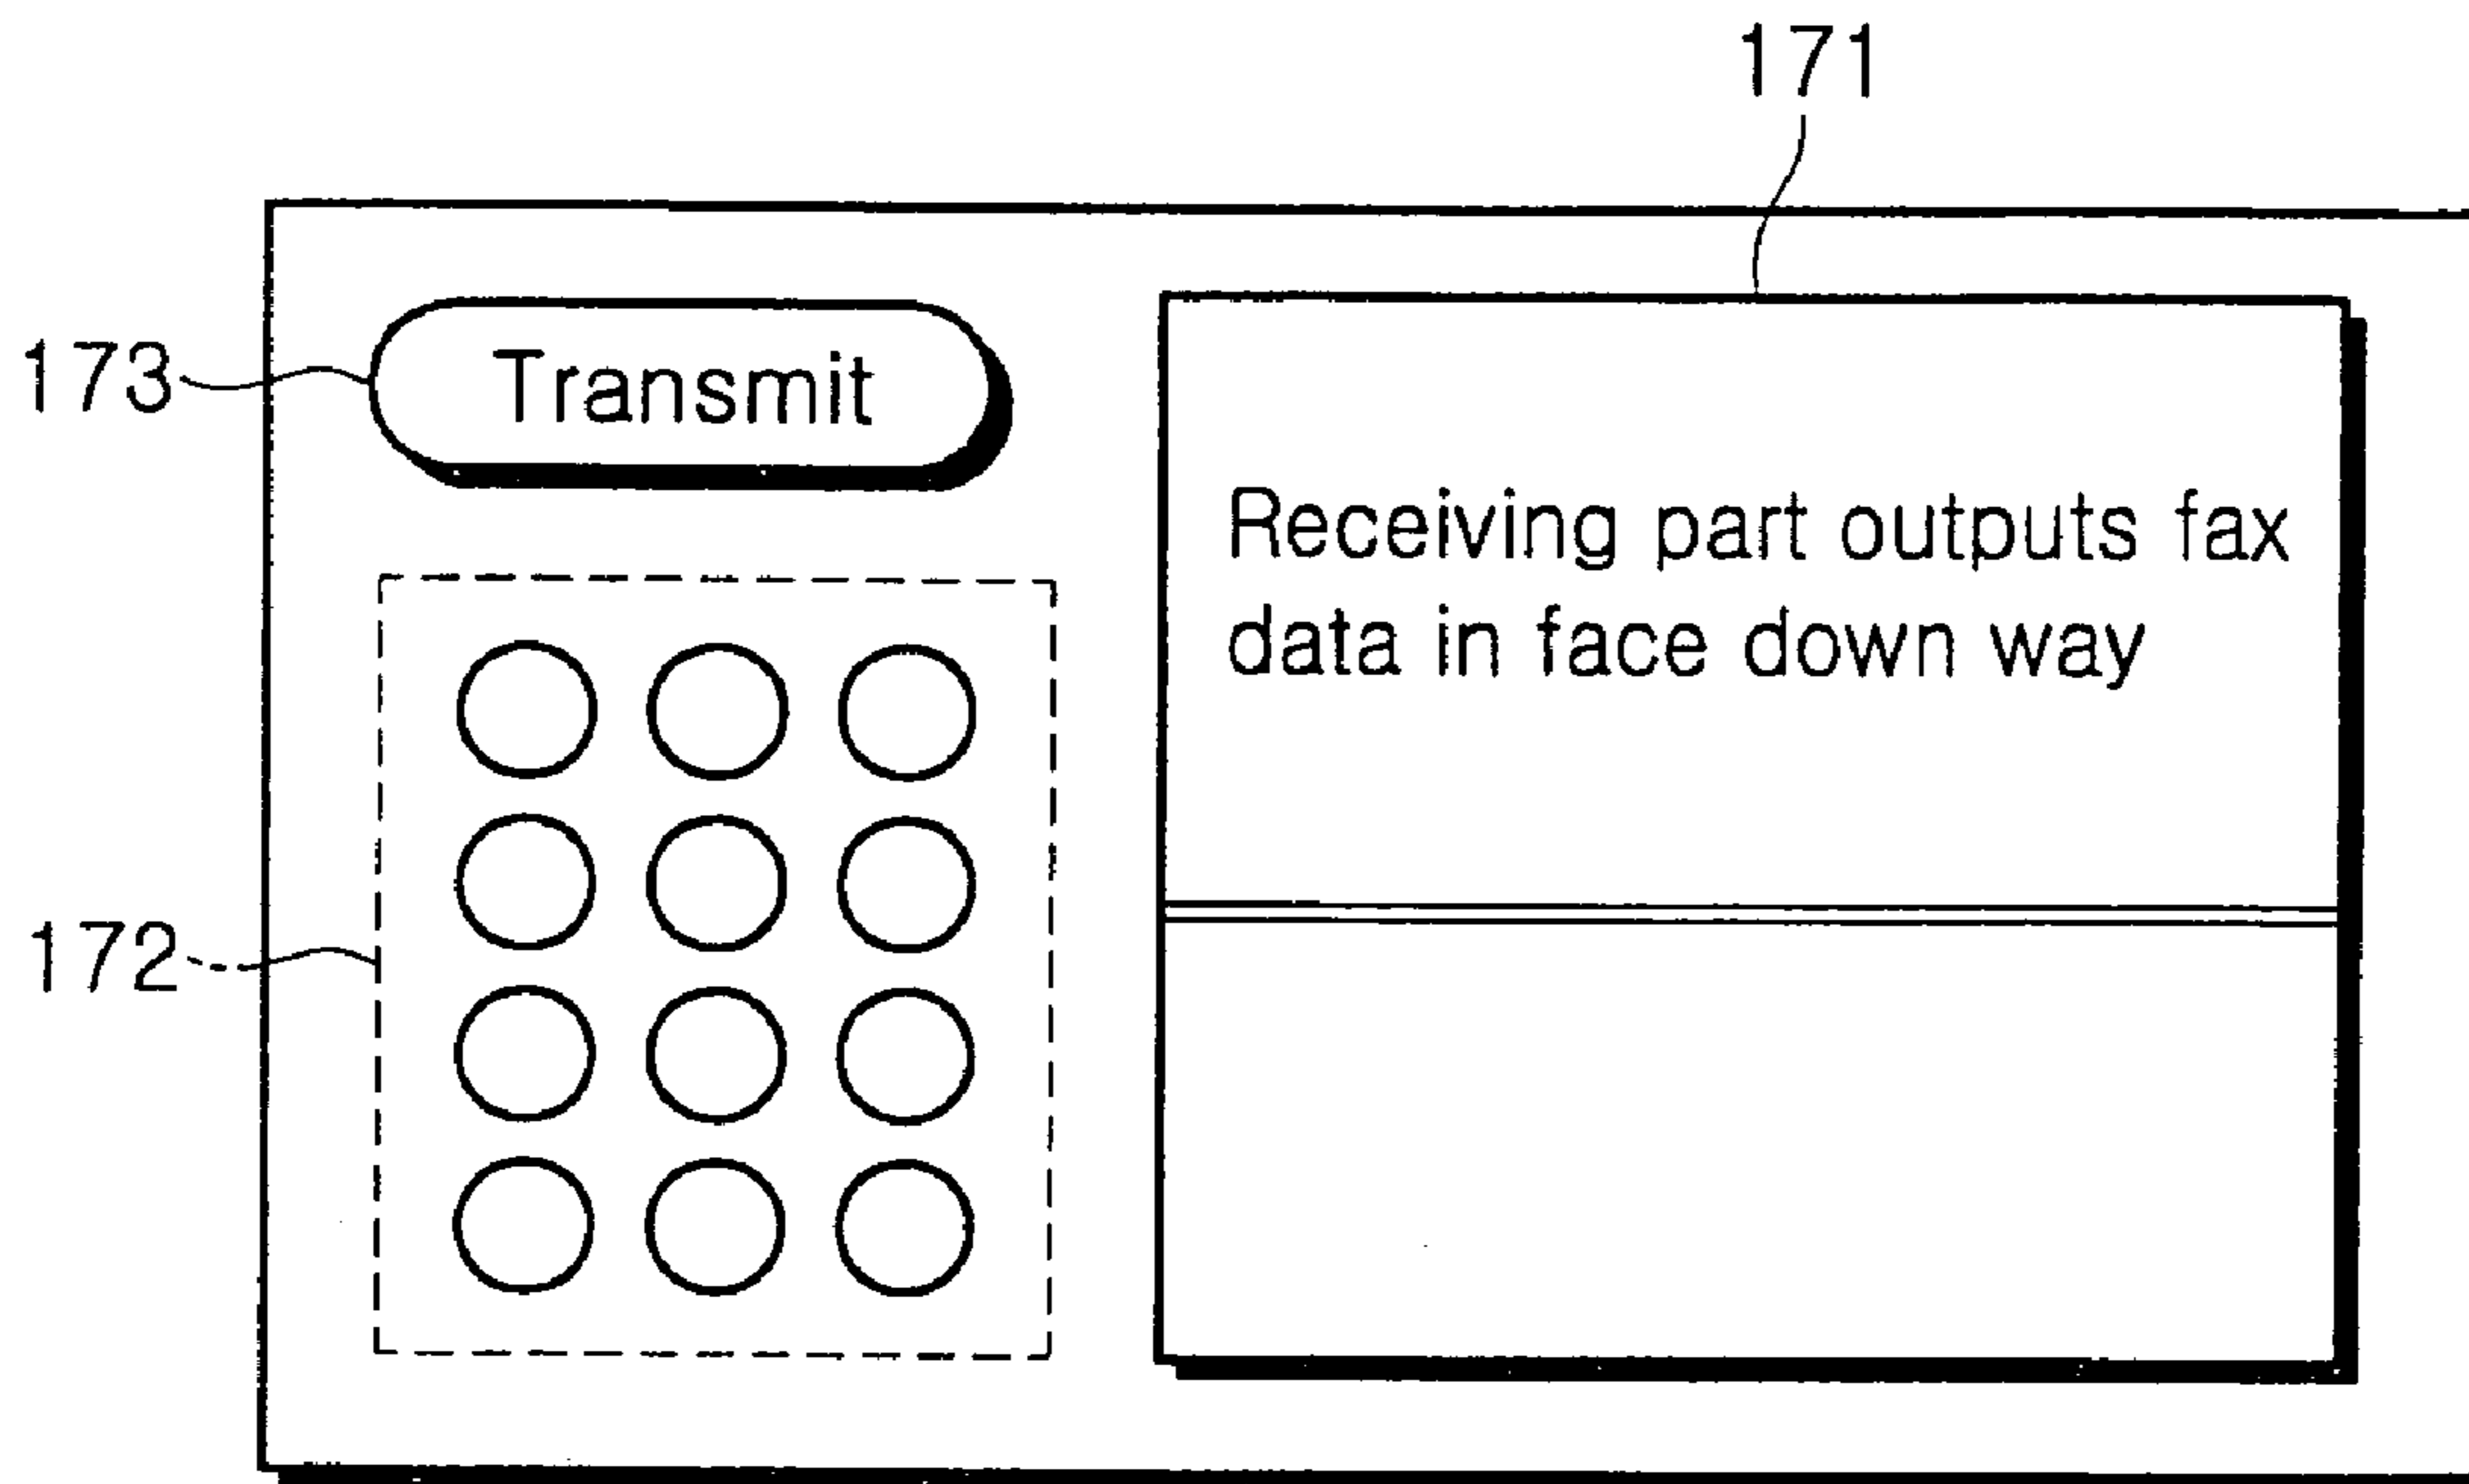 171
173
Transmit
Receiving part outputs fax
data in face down way
172